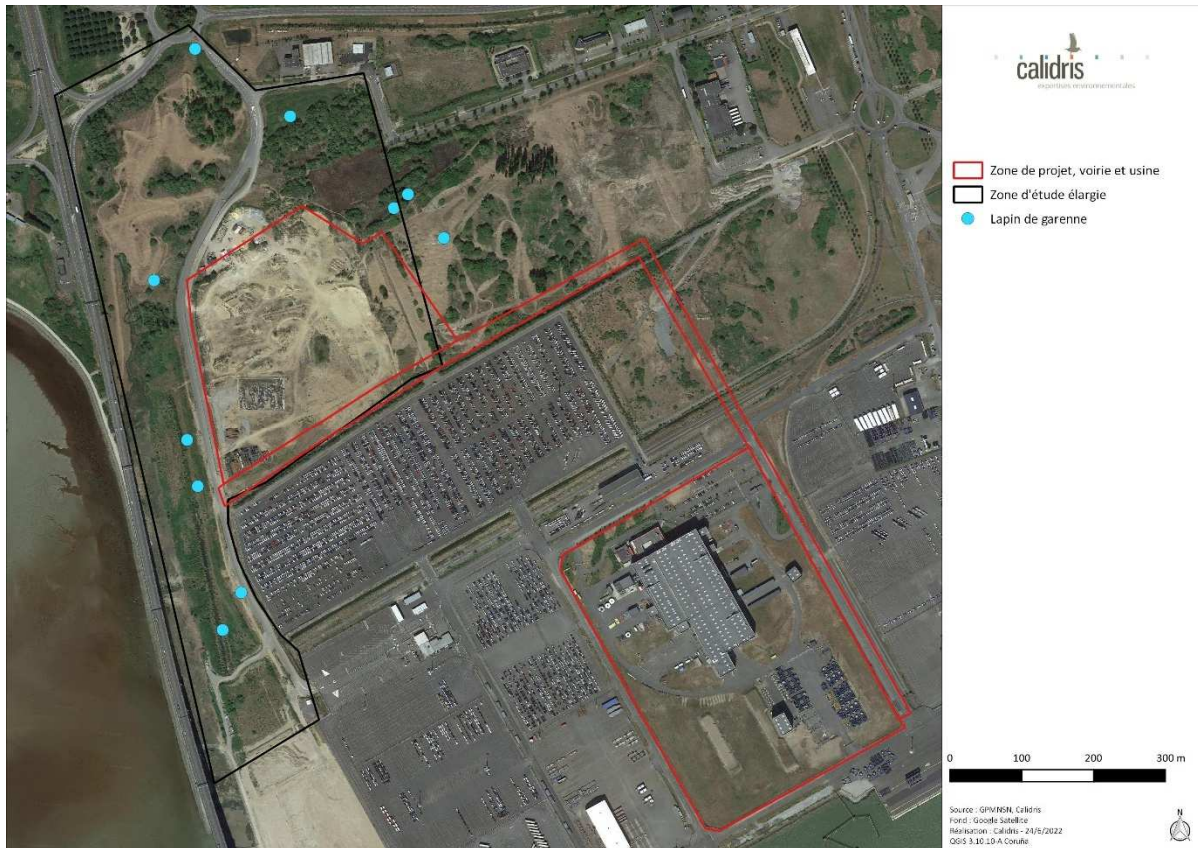 calidris
expertises environnementales
Zone de projet, voirie et usine
Zone d'étude élargie
Lapin de garenne
0 100 200 300 m
Source : GPMNSN, Calidris
Fond : Google Satellite
Réalisation : Calidris - 24/6/2022
QGIS 3.10.10-A Coruña
N